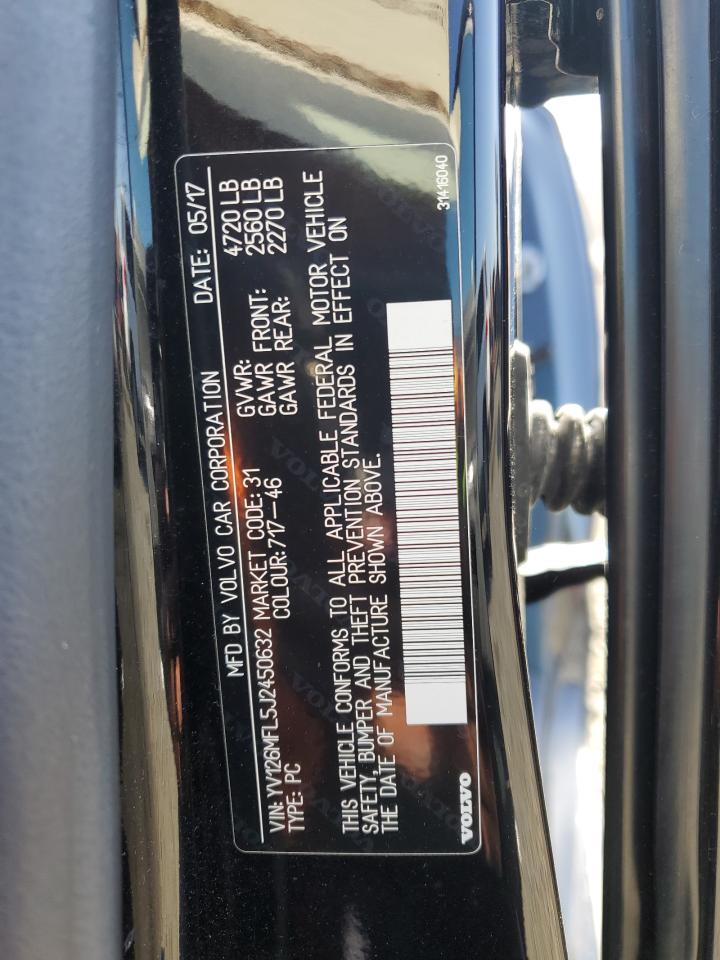 MFD BY VOLVO CAR CORPORATION DATE: 05/17
VIN: YV126MFL5J2450632 MARKET CODE: 31 GVWR: 4720 LB
TYPE: PC COLOUR: 717-46 GAWR FRONT: 2560 LB
GAWR REAR: 2270 LB
THIS VEHICLE CONFORMS TO ALL APPLICABLE FEDERAL MOTOR VEHICLE
SAFETY, BUMPER AND THEFT PREVENTION STANDARDS IN EFFECT ON
THE DATE OF MANUFACTURE SHOWN ABOVE.
VOLVO 31416040